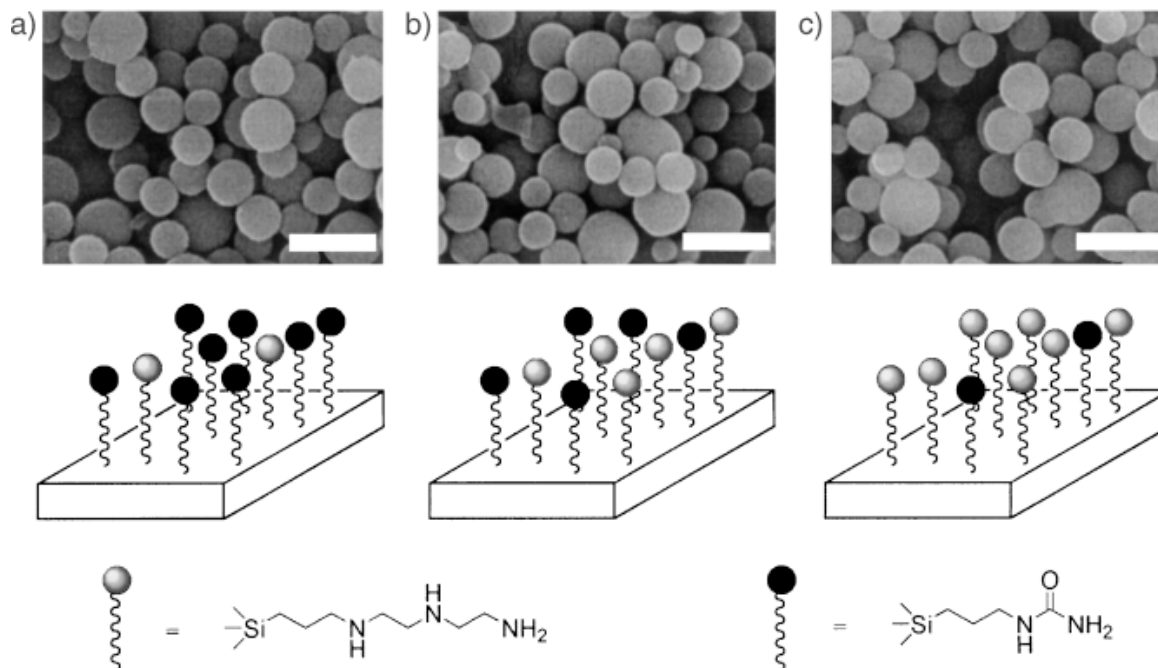 a) b) c)
= Si N H H N NH2
= Si N H O NH2